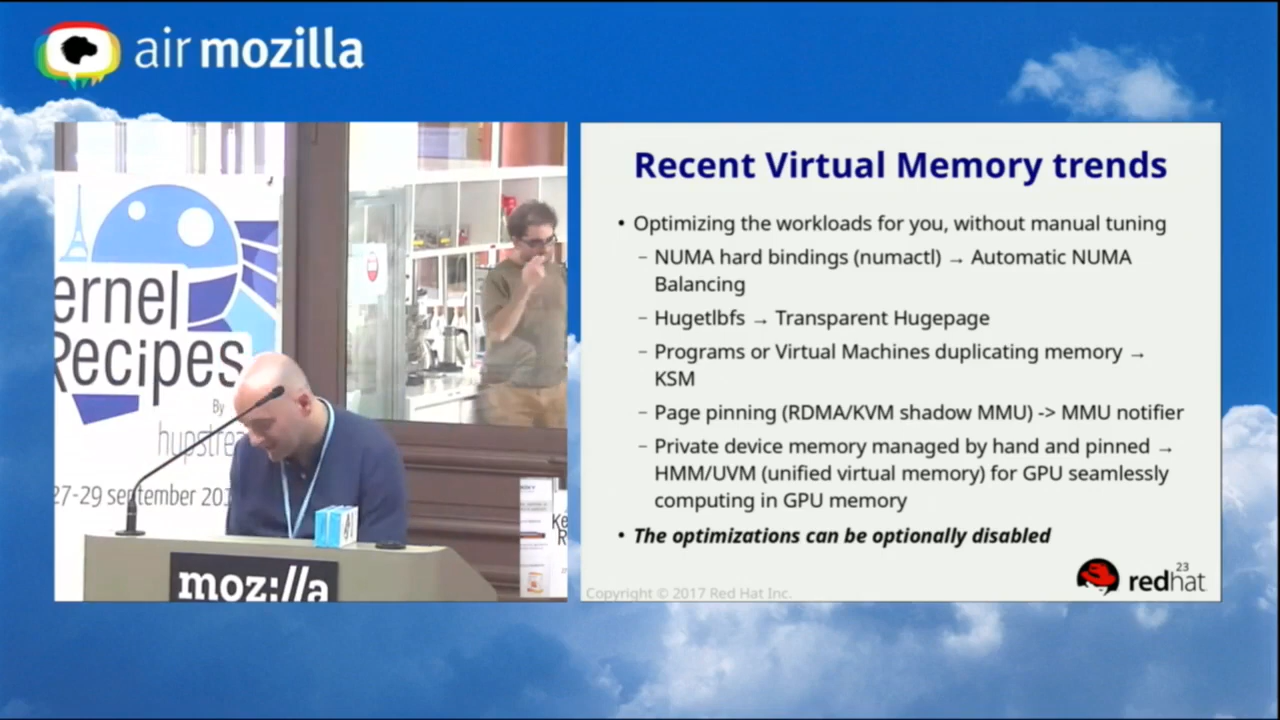 air mozilla
ernel
Recipes
By
hupstre
27-29 september 201
moz://a
Ke
R
Recent Virtual Memory trends
• Optimizing the workloads for you, without manual tuning
– NUMA hard bindings (numactl) → Automatic NUMA
Balancing
– Hugetlbfs → Transparent Hugepage
– Programs or Virtual Machines duplicating memory →
KSM
– Page pinning (RDMA/KVM shadow MMU) -> MMU notifier
– Private device memory managed by hand and pinned →
HMM/UVM (unified virtual memory) for GPU seamlessly
computing in GPU memory
• The optimizations can be optionally disabled
23
redhat
Copyright © 2017 Red Hat Inc.